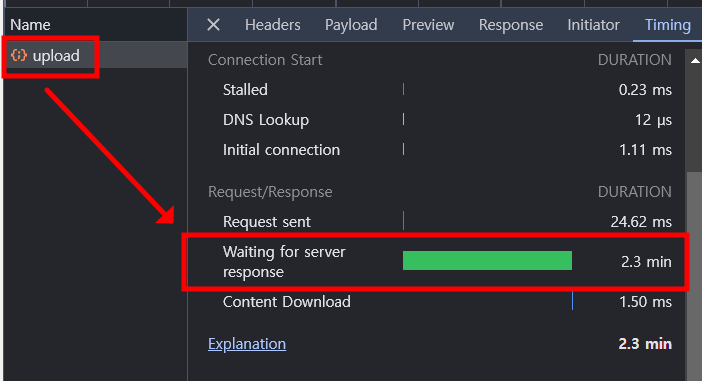 Name
Headers Payload Preview Response Initiator Timing
upload
Connection Start DURATION
Stalled 0.23 ms
DNS Lookup 12 µs
Initial connection 1.11 ms
Request/Response DURATION
Request sent 24.62 ms
Waiting for server
response 2.3 min
Content Download 1.50 ms
Explanation 2.3 min